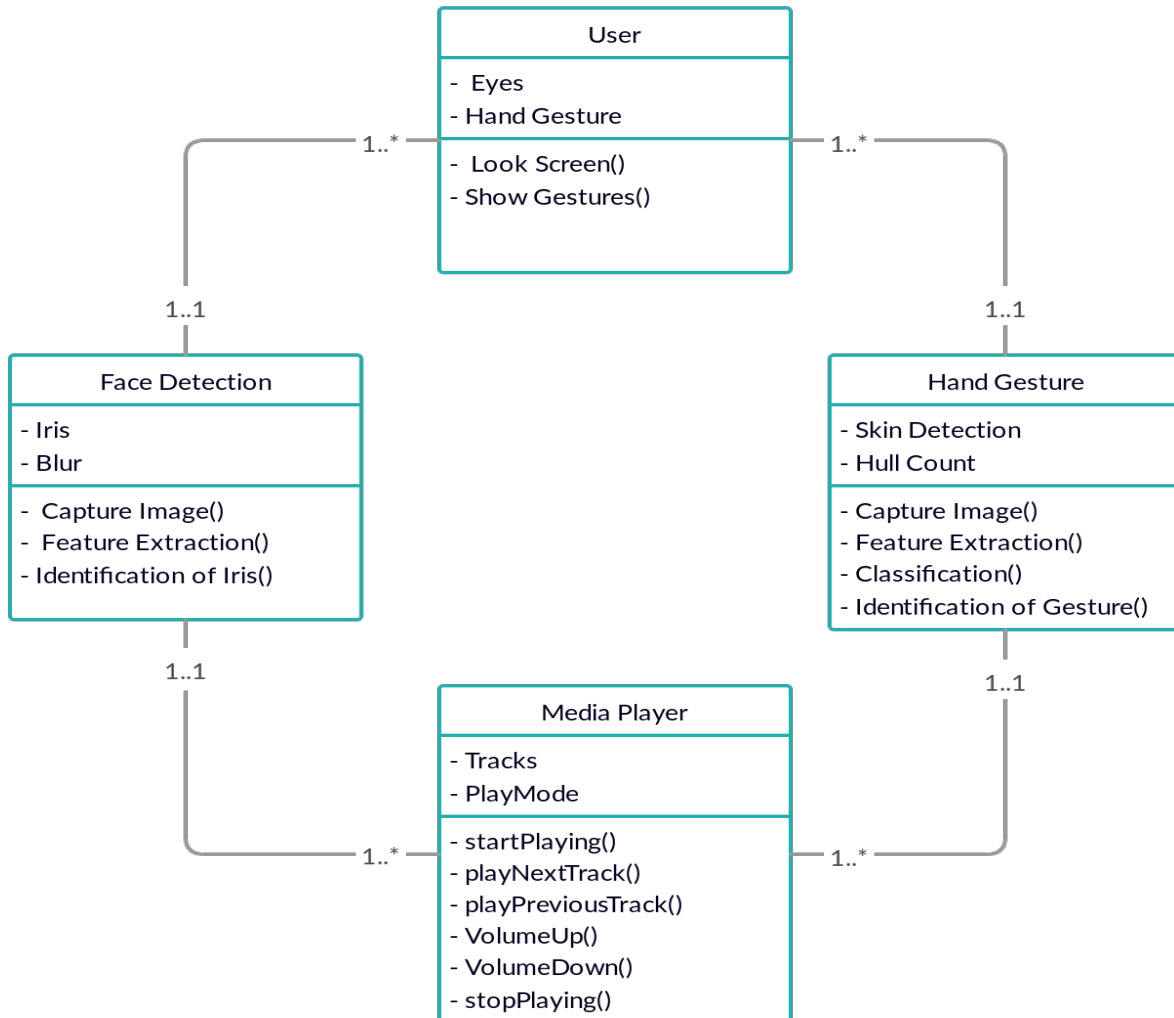 User
- Eyes
- Hand Gesture
1..*
1..*
- Look Screen()
- Show Gestures()
1..1
1..1
Face Detection
- Iris
- Blur
- Capture Image()
- Feature Extraction()
- Identification of Iris()
Hand Gesture
- Skin Detection
- Hull Count
- Capture Image()
- Feature Extraction()
- Classification()
- Identification of Gesture()
1..1
1..1
Media Player
- Tracks
- PlayMode
1..*
1..*
- startPlaying()
- playNextTrack()
- playPreviousTrack()
- VolumeUp()
- VolumeDown()
- stopPlaying()